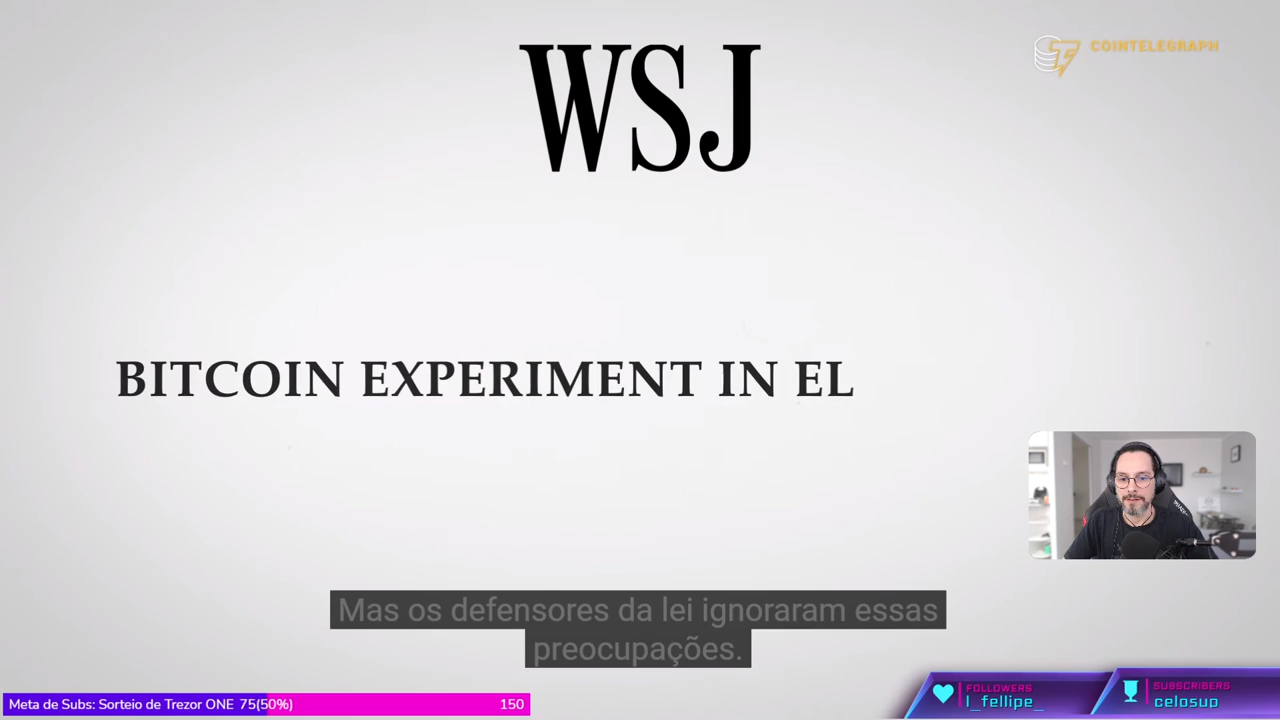 WSJ
COINTELEGRAPH
BITCOIN EXPERIMENT IN EL
Mas os defensores da lei ignoraram essas
preocupações.
Meta de Subs: Sorteio de Trezor ONE 75(50%) 150
FOLLOWERS
l_fellipe_
SUBSCRIBERS
celosup